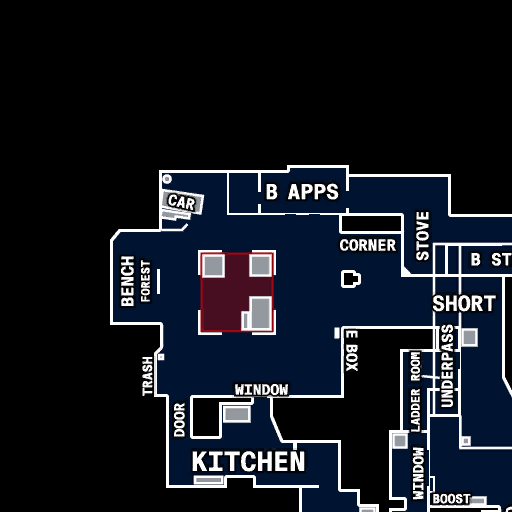 B APPS
CAR
STOVE
CORNER
B ST
BENCH
FOREST
SHORT
E BOX
UNDERPASS
LADDER ROOM
TRASH
WINDOW
DOOR
KITCHEN
WINDOW
BOOST